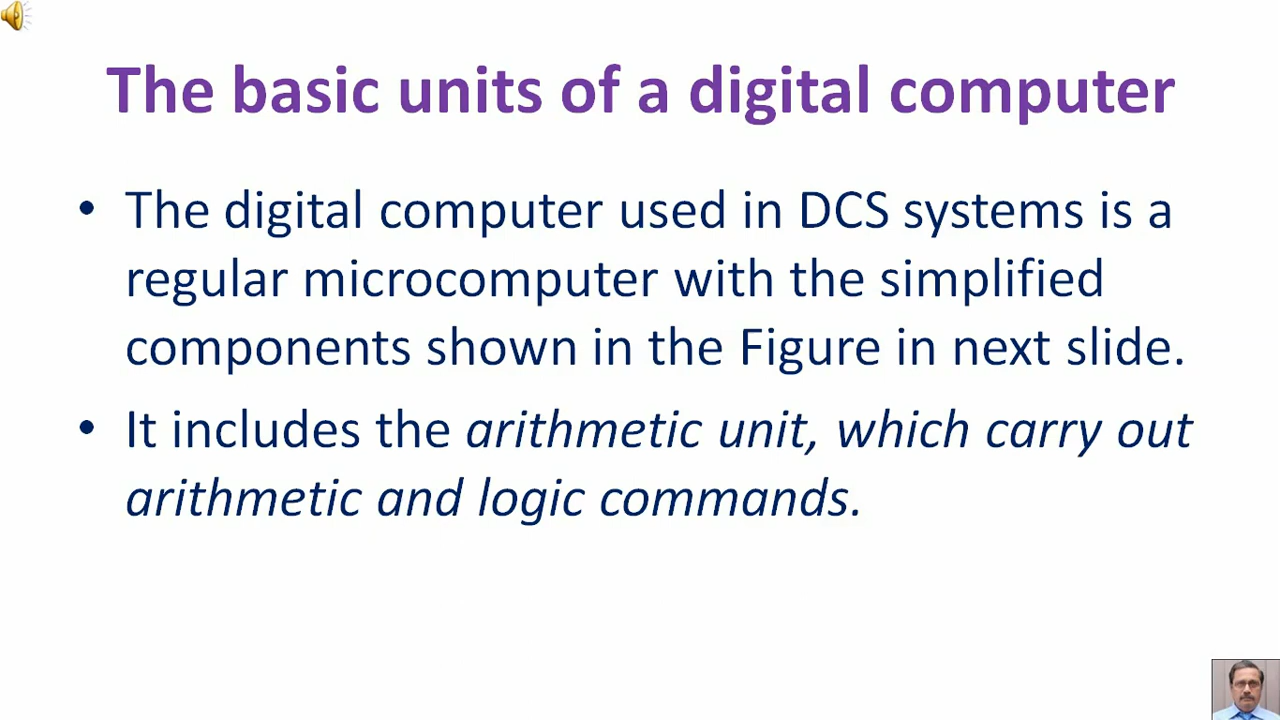 The basic units of a digital computer
• The digital computer used in DCS systems is a
regular microcomputer with the simplified
components shown in the Figure in next slide.
• It includes the arithmetic unit, which carry out
arithmetic and logic commands.